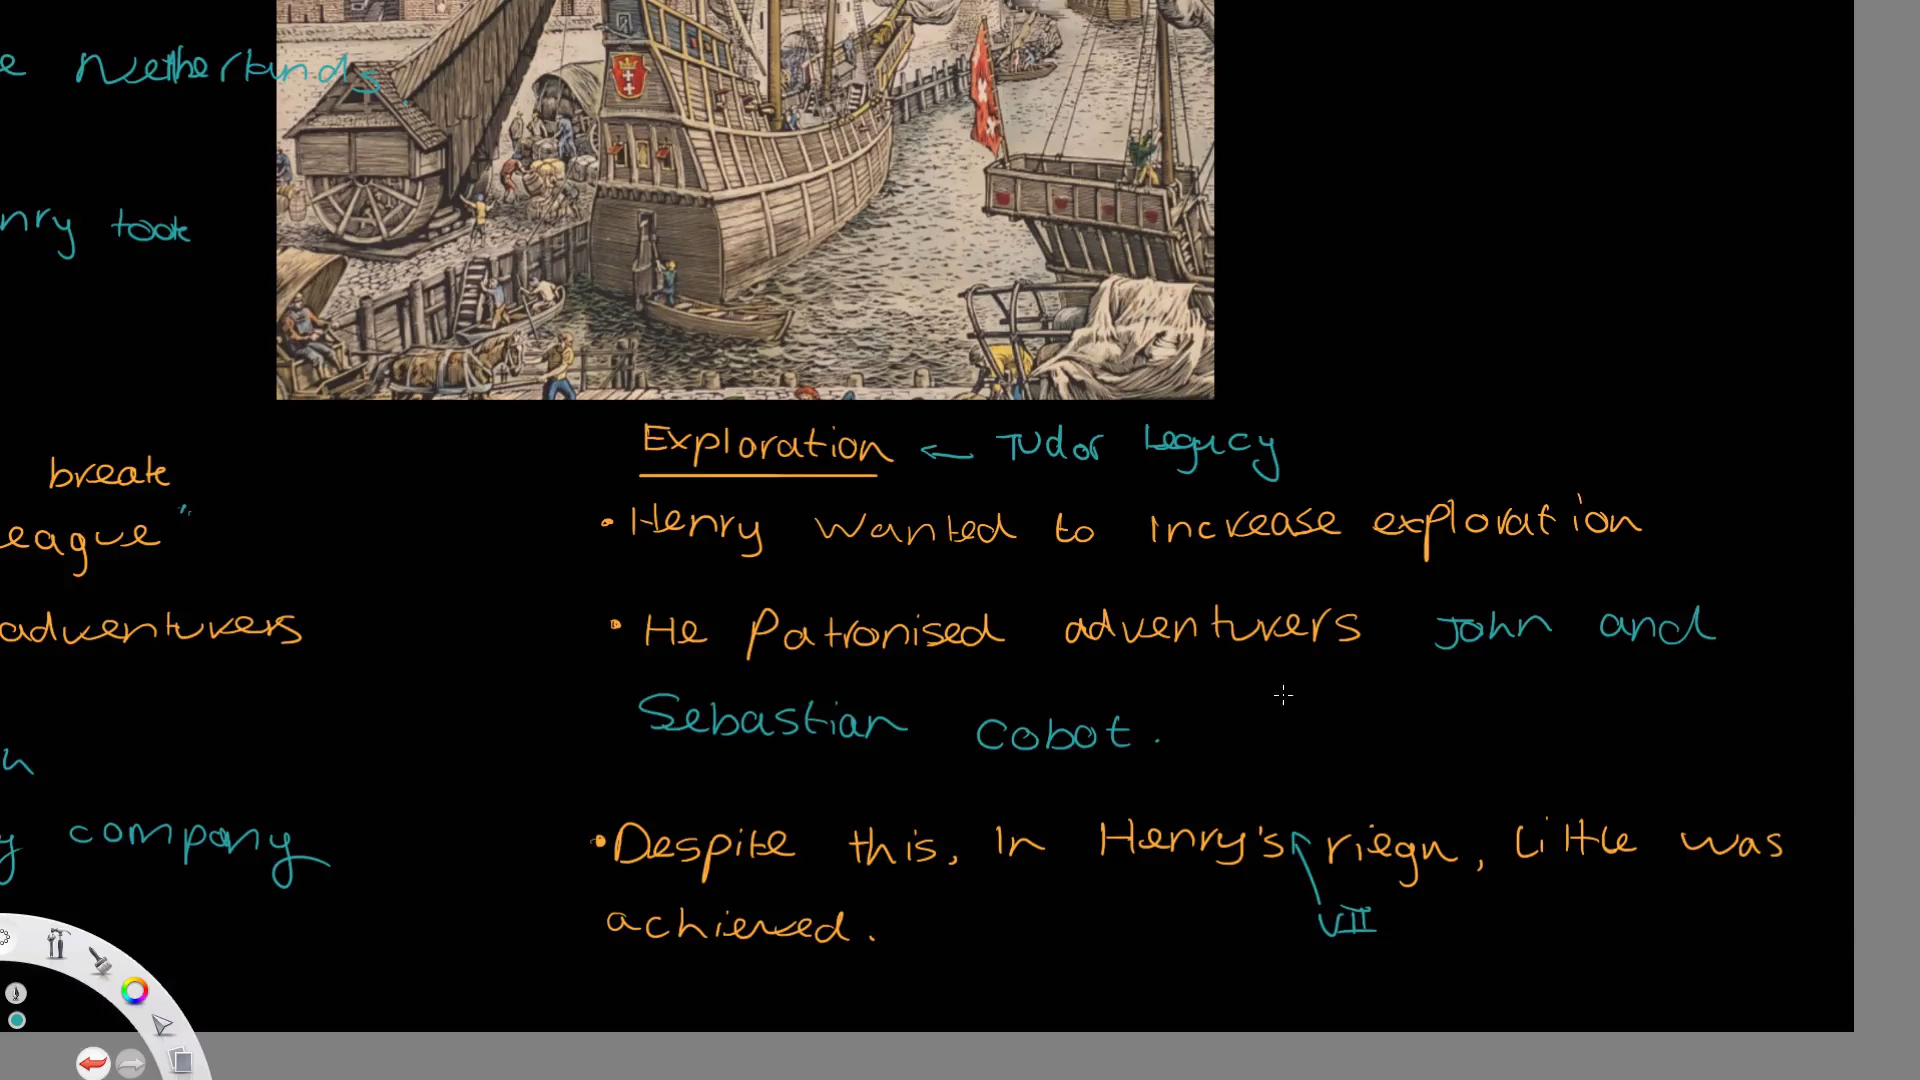 e Netherlands.
nry took
break
eague"
adventurers
h
y company
Exploration ← Tudor Legacy
• Henry wanted to increase exploration
• He Patronised adventurers John and
Sebastian Cobot.
• Despite this, in Henry's riegn, little was
achieved.
VII